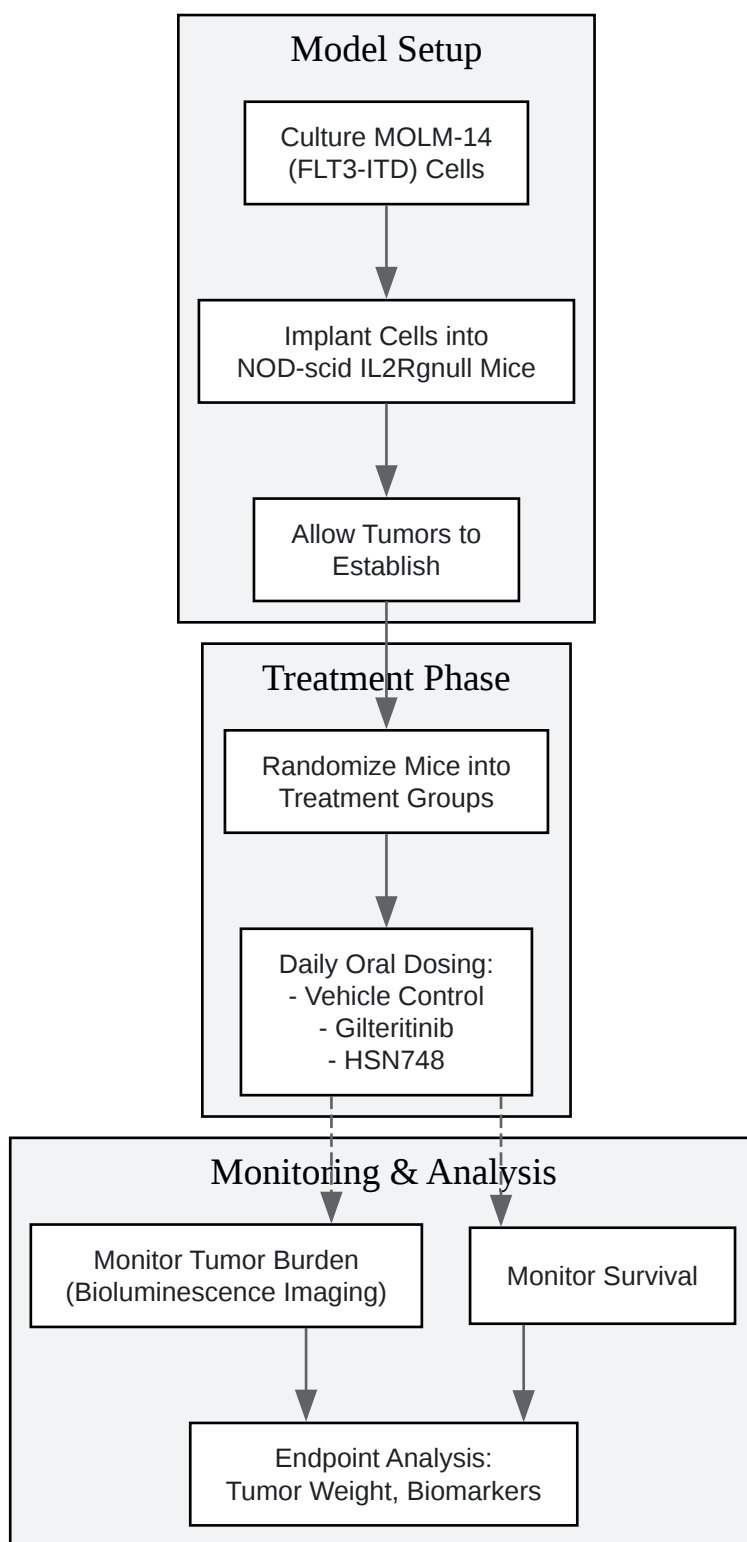 Model Setup
Culture MOLM-14
(FLT3-ITD) Cells
Implant Cells into
NOD-scid IL2Rgnull Mice
Allow Tumors to
Establish
Treatment Phase
Randomize Mice into
Treatment Groups
Daily Oral Dosing:
- Vehicle Control
- Gilteritinib
- HSN748
Monitoring & Analysis
Monitor Tumor Burden
(Bioluminescence Imaging)
Monitor Survival
Endpoint Analysis:
Tumor Weight, Biomarkers